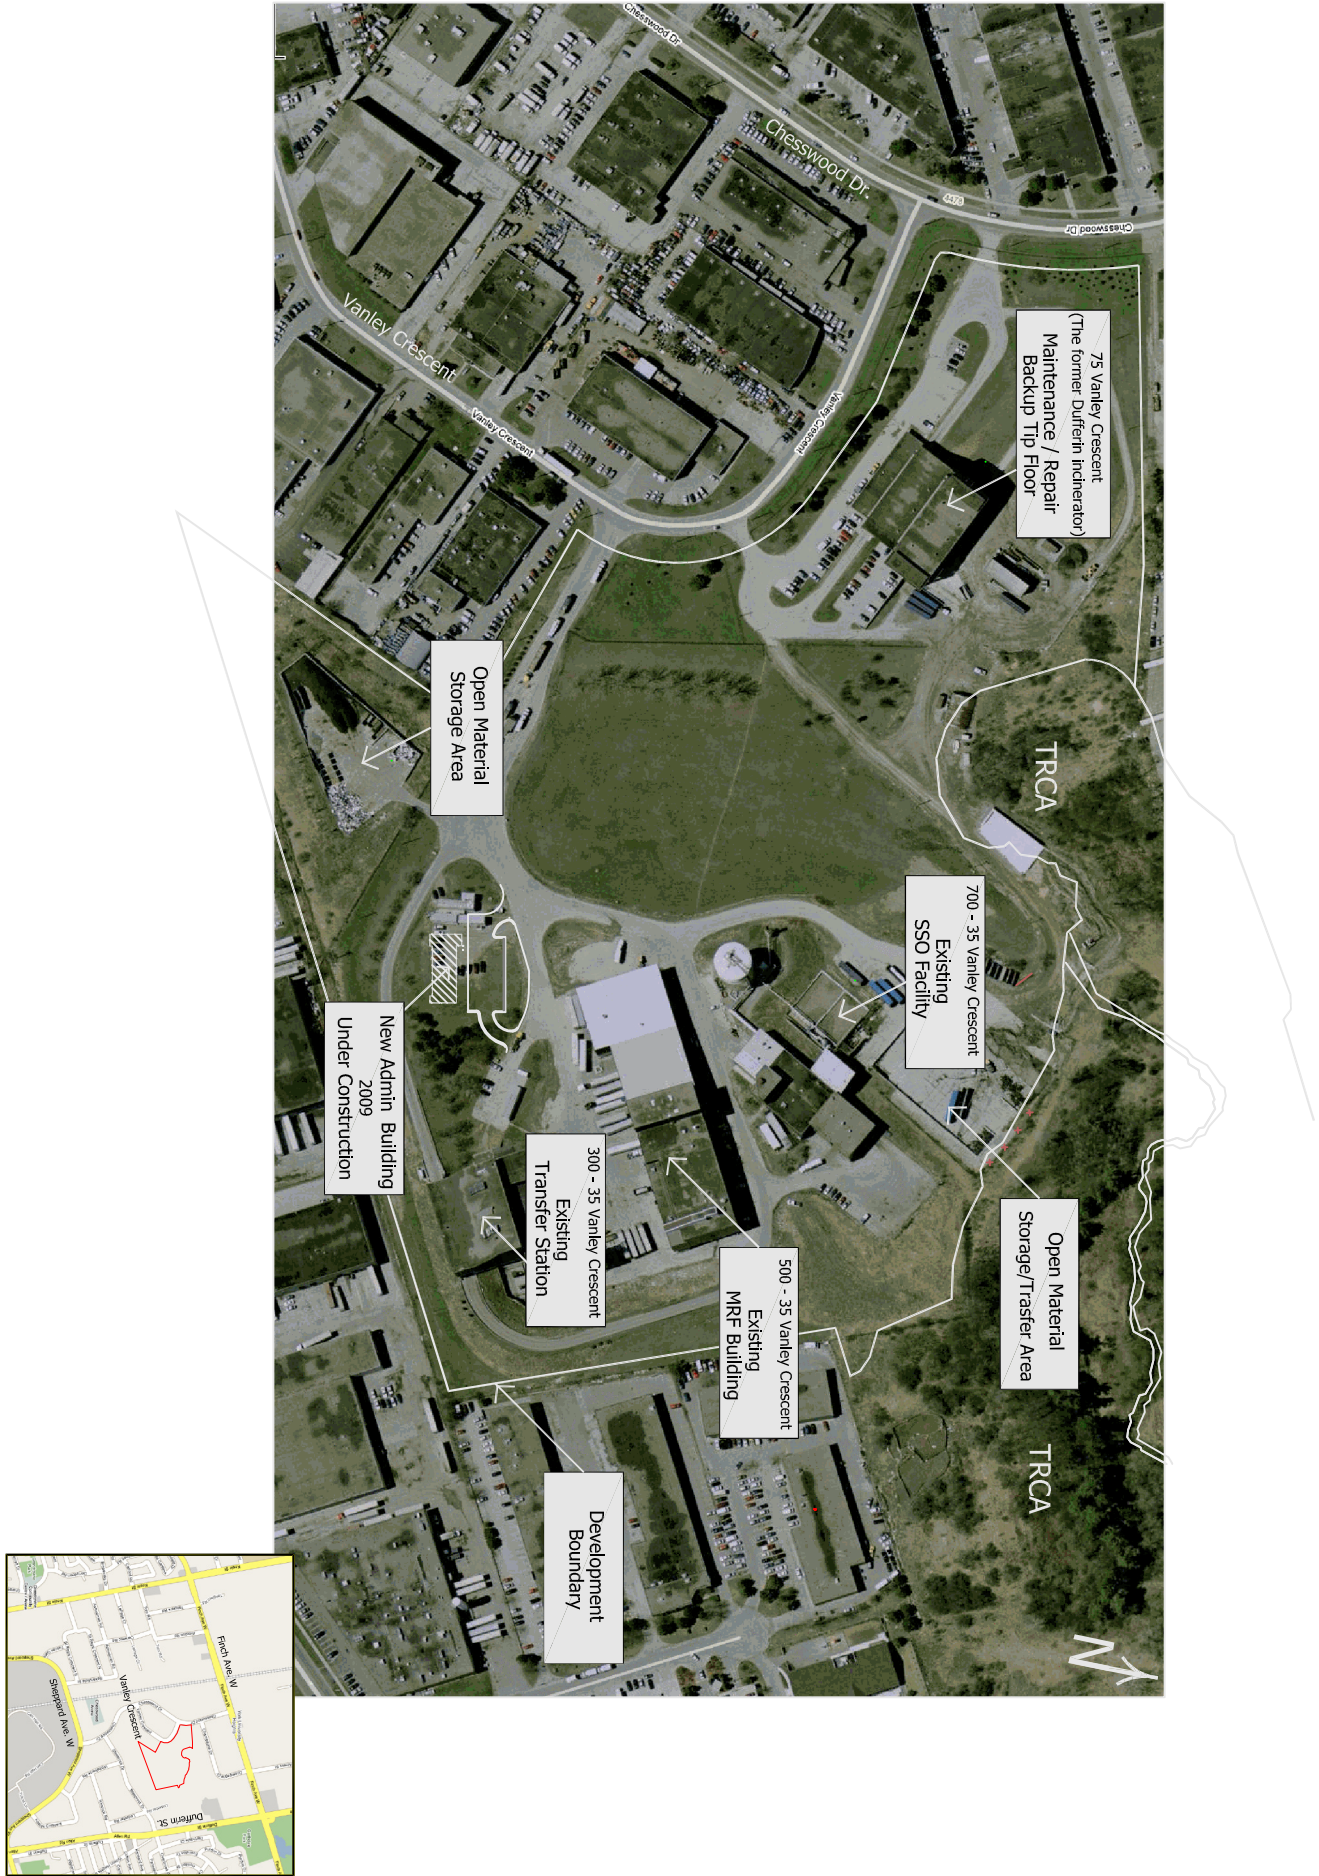 Chesswood Dr
Chesswood Dr.
4478
Chesswood Dr
Vanley Crescent
Vanley Crescent
Vanley Crescent
75 Vanley Crescent
(The former Dufferin incinerator)
Maintenance / Repair
Backup Tip Floor
TRCA
Open Material
Storage Area
700 - 35 Vanley Crescent
Existing
SSO Facility
New Admin Building
2009
Under Construction
300 - 35 Vanley Crescent
Existing
Transfer Station
500 - 35 Vanley Crescent
Existing
MRF Building
Open Material
Storage/Trasfer Area
TRCA
Development
Boundary
N
Finch Ave. W
Vanley Crescent
Sheppard Ave. W
Dufferin St.